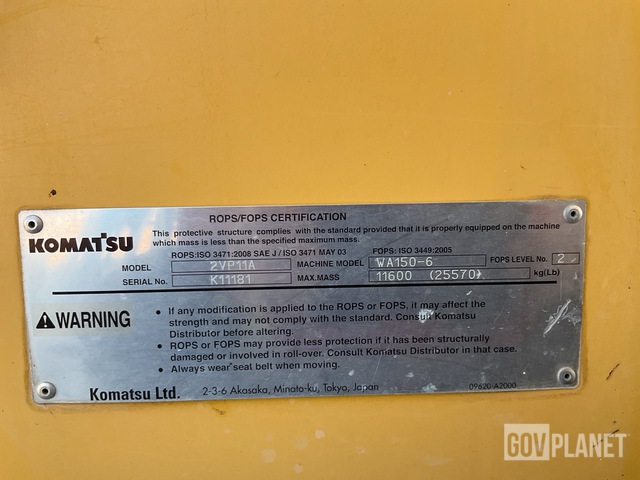 ROPS/FOPS CERTIFICATION
KOMATSU
This protective structure complies with the standard provided that it is properly equipped on the machine
which mass is less than the specified maximum mass.
ROPS:ISO 3471:2008 SAE J / ISO 3471 MAY 03 FOPS: ISO 3449:2005
MODEL 2VP11A MACHINE MODEL WA150-6 FOPS LEVEL No. 2
SERIAL No. K11181 MAX.MASS 11600 (25570) kg(Lb)
WARNING
• If any modification is applied to the ROPS or FOPS, it may affect the
strength and may not comply with the standard. Consult Komatsu
Distributor before altering.
• ROPS or FOPS may provide less protection if it has been structurally
damaged or involved in roll-over. Consult Komatsu Distributor in that case.
• Always wear seat belt when moving.
Komatsu Ltd. 2-3-6 Akasaka, Minato-ku, Tokyo, Japan 09620-A2000
GOVPLANET